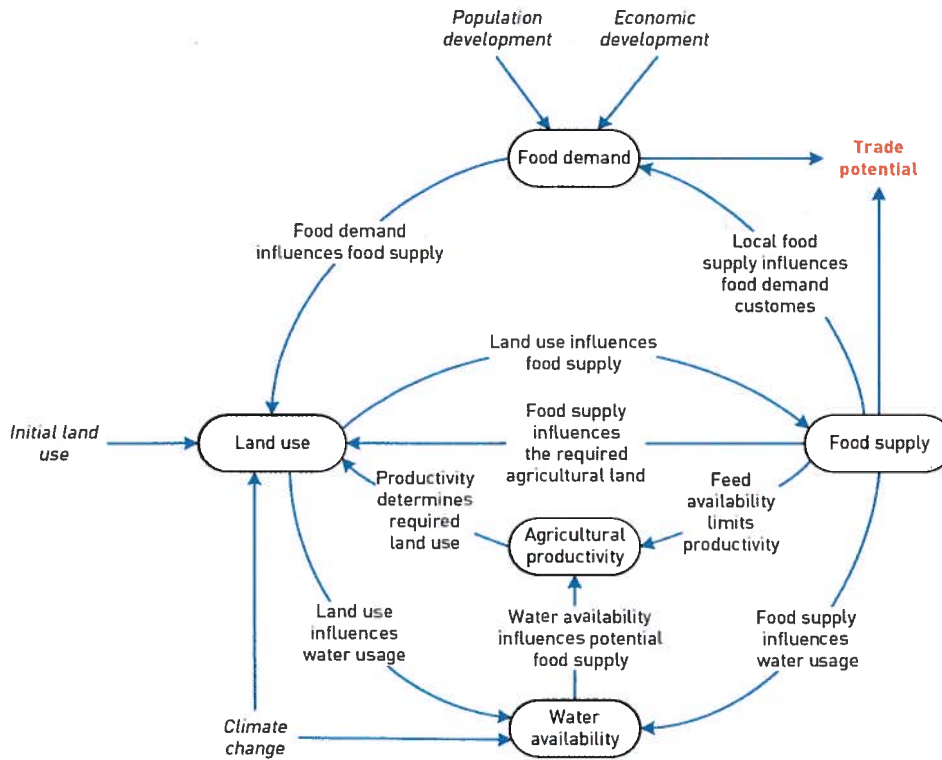 Population
development
Economic
development
Food demand
Trade
potential
Food demand
influences food supply
Local food
supply influences
food demand
customes
Land use influences
food supply
Initial land
use
Land use
Food supply
influences
the required
agricultural land
Food supply
Productivity
determines
required
land use
Feed
availability
limits
productivity
Agricultural
productivity
Land use
influences
water usage
Water availability
influences potential
food supply
Food supply
influences
water usage
Climate
change
Water
availability